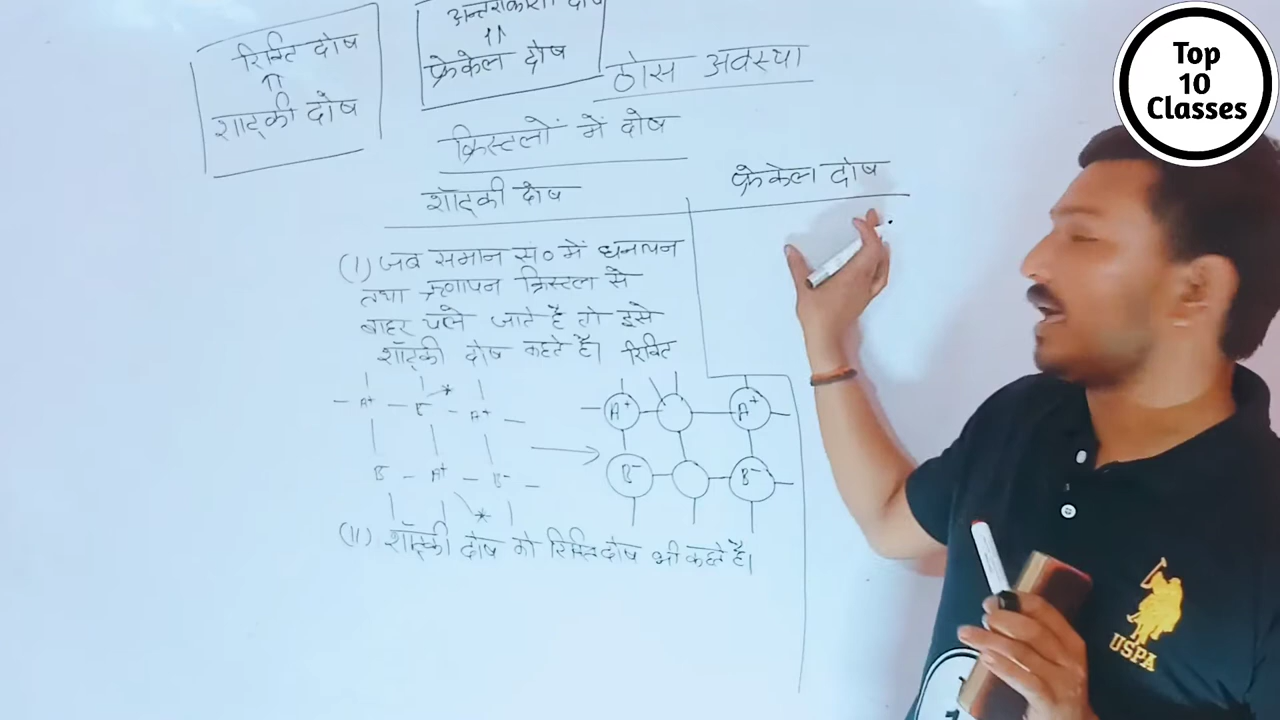 रिक्ति दोष
⇑
शाट्की दोष
अन्तराकाशी दोष
⇑
फ्रेंकेल दोष
ठोस अवस्था
क्रिस्टलों में दोष
शॉट्की दोष
फ्रेंकेल दोष
(I) जब समान सं० में धनायन
तथा ऋणायन क्रिस्टल से
बाहर चले जाते हैं तो इसे
शॉट्की दोष कहते हैं। रिक्ति
A+ B- A+
B- A+ B-
A+ A+
B- B-
(II) शॉट्की दोष को रिक्ति दोष भी कहते हैं।
Top
10
Classes
USPA